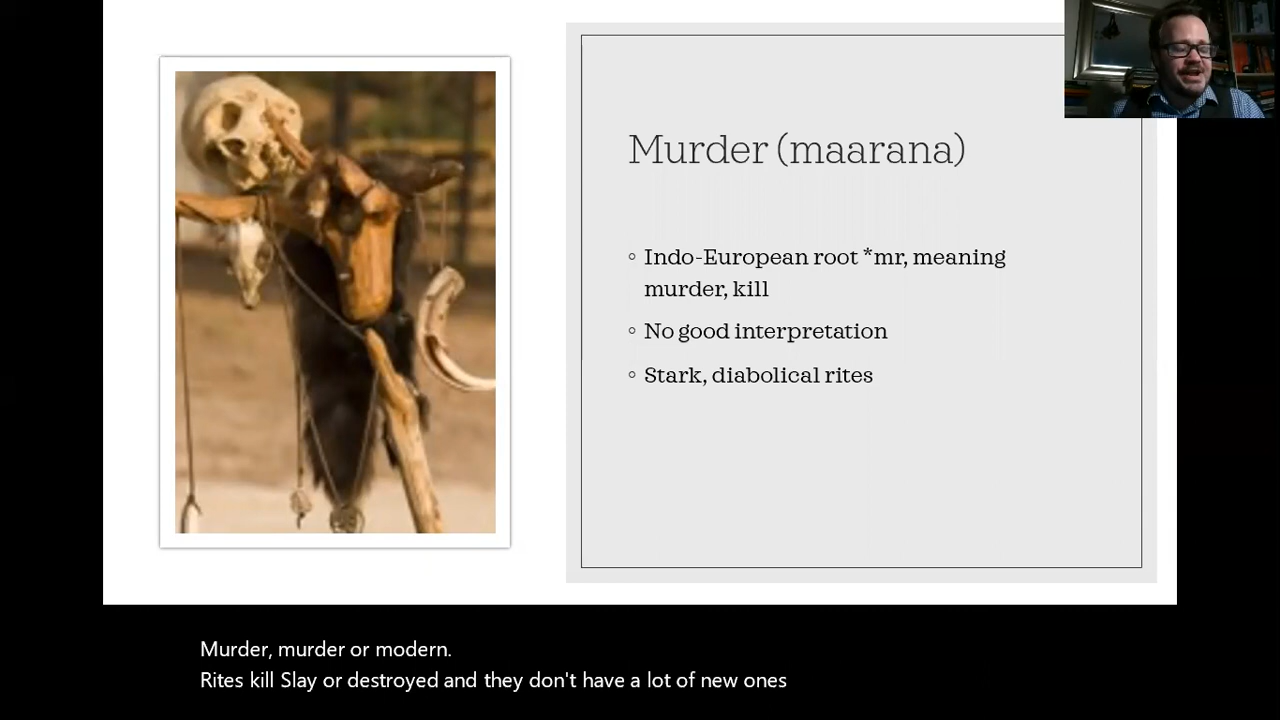 Murder (maarana)
◦ Indo-European root *mr, meaning
murder, kill
◦ No good interpretation
◦ Stark, diabolical rites
Murder, murder or modern.
Rites kill Slay or destroyed and they don't have a lot of new ones